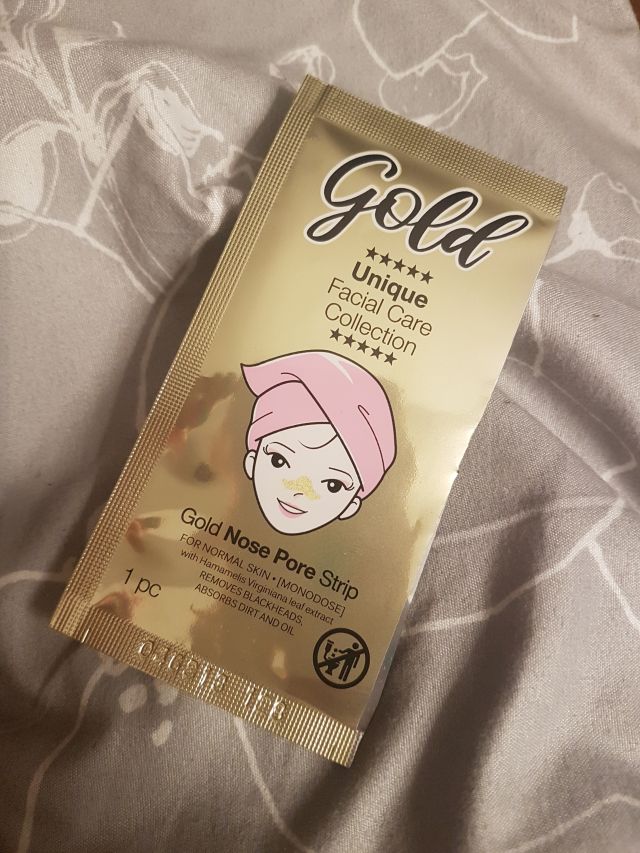 Gold
★★★★★
Unique
Facial Care
Collection
★★★★★
Gold Nose Pore Strip
FOR NORMAL SKIN • [MONODOSE]
with Hamamelis Virginiana leaf extract
REMOVES BLACKHEADS,
ABSORBS DIRT AND OIL
1 pc